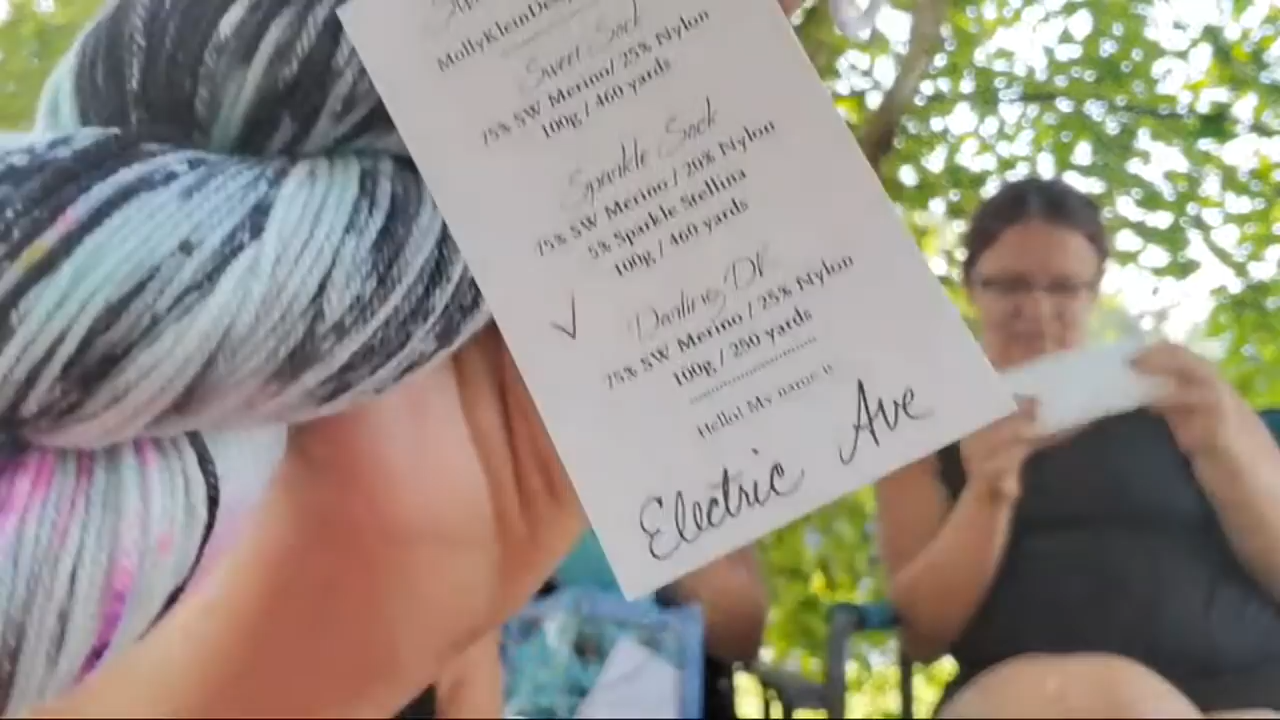 MollyKleinDesi
Sweet Sock
75% SW Merino/ 25% Nylon
100g / 460 yards
Sparkle Sock
75% SW Merino / 20% Nylon
5% Sparkle Stellina
100g / 460 yards
✓ Darling DK
75% SW Merino / 25% Nylon
100g / 250 yards
Hello! My name is
Electric Ave